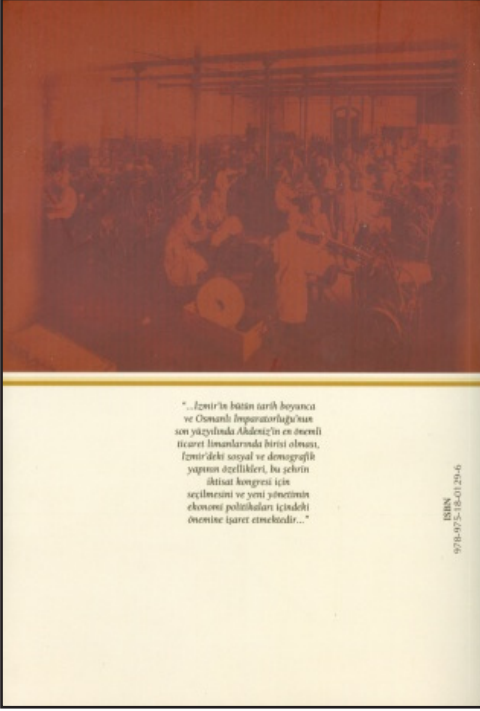 "...İzmir'in bütün tarih boyunca
ve Osmanlı İmparatorluğu'nun
son yüzyılında Akdeniz'in en önemli
ticaret limanlarında birisi olması,
İzmir'deki sosyal ve demografik
yapının özellikleri, bu şehrin
iktisat kongresi için
seçilmesini ve yeni yönetimin
ekonomi politikaları içindeki
önemine işaret etmektedir..."
ISBN
978-975-18-0129-6